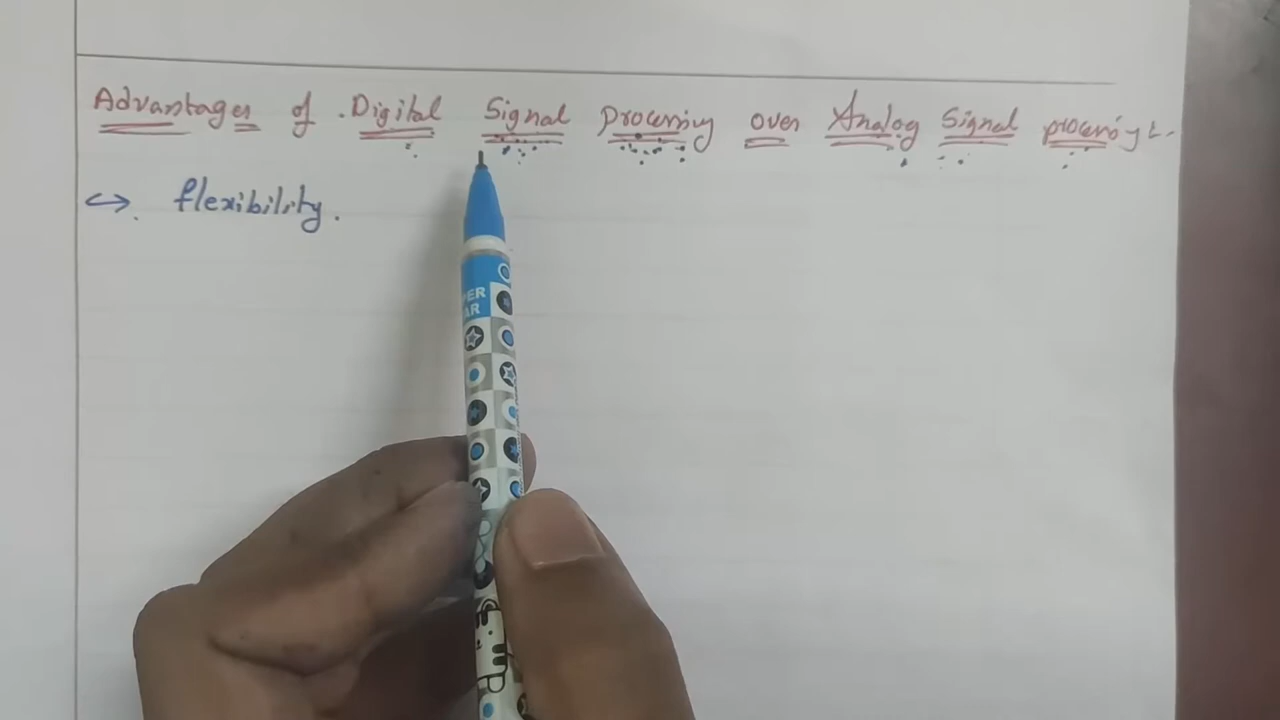 Advantages of Digital Signal Processing over Analog Signal processing :-
↔ flexibility.